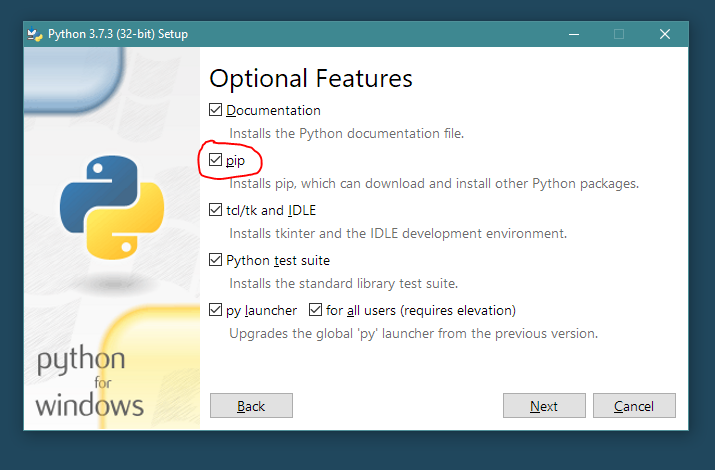 Python 3.7.3 (32-bit) Setup
Optional Features
Documentation
Installs the Python documentation file.
pip
Installs pip, which can download and install other Python packages.
tcl/tk and IDLE
Installs tkinter and the IDLE development environment.
Python test suite
Installs the standard library test suite.
py launcher for all users (requires elevation)
Upgrades the global 'py' launcher from the previous version.
python
for
windows
Back Next Cancel